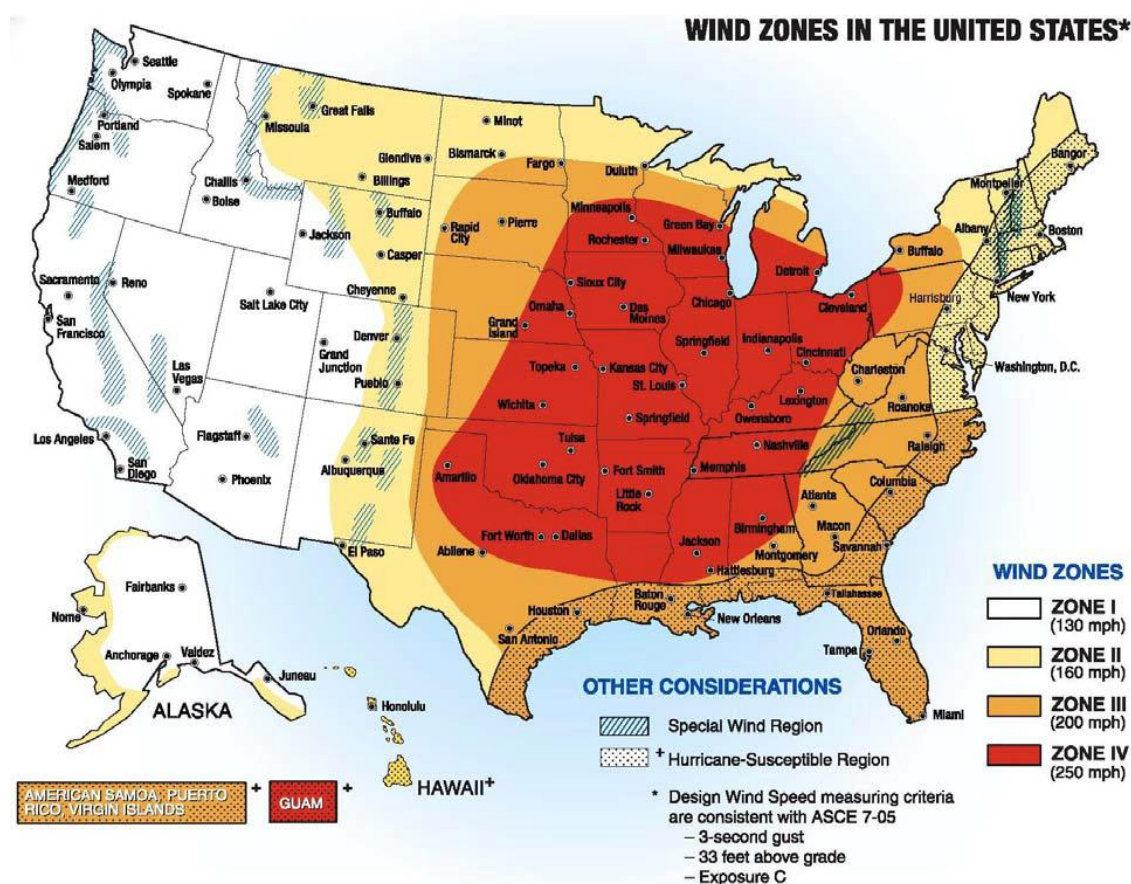 WIND ZONES IN THE UNITED STATES*
Seattle
Olympia
Spokane
Portland
Salem
Medford
Missoula
Great Falls
Glendive
Billings
Challis
Boise
Jackson
Buffalo
Casper
Cheyenne
Minot
Bismarck
Fargo
Duluth
Rapid
City
Pierre
Minneapolis
Rochester
Green Bay
Milwaukas
Bangor
Montpelier
Albany
Boston
Buffalo
New York
Harrisburg
Washington, D.C.
Detroit
Cleveland
Chicago
Sacramento
San
Francisco
Reno
Salt Lake City
Las
Vegas
Grand
Junction
Denver
Pueblo
Sioux City
Omaha
Des
Moines
Grand
Island
Springfield
Indianapolis
Cincinnati
Topeka
Kansas City
St. Louis
Charleston
Lexington
Roanoke
Wichita
Springfield
Owensboro
Los Angeles
San
Diego
Flagstaff
Phoenix
Sante Fe
Albuquerque
El Paso
Tulsa
Amarillo
Oklahoma City
Fort Smith
Little
Rock
Nashville
Memphis
Raleigh
Columbia
Atlanta
Macon
Savannah
Birmingham
Montgomery
Fort Worth
Dallas
Abilene
Jackson
Hattiesburg
Houston
San Antonio
Baton
Rouge
New Orleans
Tallahassee
Orlando
Tampa
Miami
Fairbanks
Nome
Anchorage
Valdez
Juneau
ALASKA
Honolulu
HAWAII+
AMERICAN SAMOA, PUERTO
RICO, VIRGIN ISLANDS
+
GUAM
+
OTHER CONSIDERATIONS
Special Wind Region
+ Hurricane-Susceptible Region
* Design Wind Speed measuring criteria
are consistent with ASCE 7-05
– 3-second gust
– 33 feet above grade
– Exposure C
WIND ZONES
ZONE I
(130 mph)
ZONE II
(160 mph)
ZONE III
(200 mph)
ZONE IV
(250 mph)